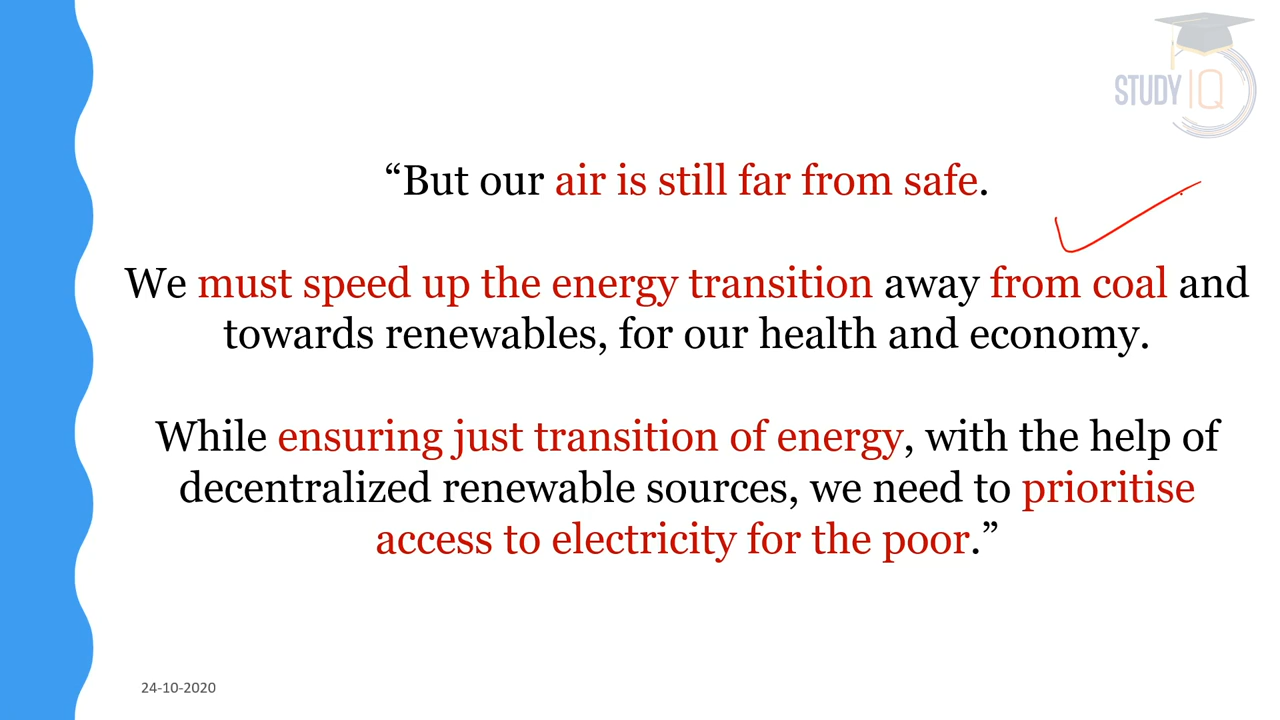 STUDY IQ
“But our air is still far from safe.
We must speed up the energy transition away from coal and
towards renewables, for our health and economy.
While ensuring just transition of energy, with the help of
decentralized renewable sources, we need to prioritise
access to electricity for the poor.”
24-10-2020